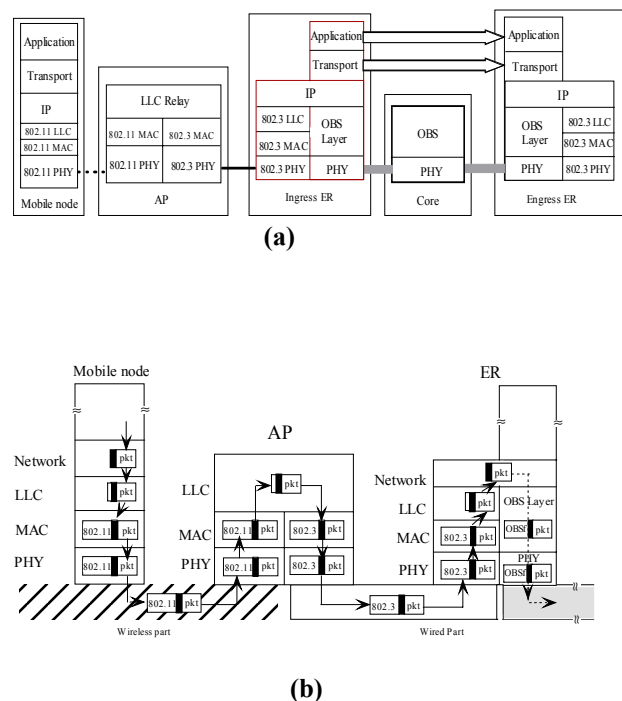 Application
Transport
IP
802.11 LLC
802.11 MAC
802.11 PHY
Mobile node
LLC Relay
802.11 MAC
802.3 MAC
802.11 PHY
802.3 PHY
AP
Application
Transport
IP
802.3 LLC
802.3 MAC
OBS
Layer
802.3 PHY
PHY
Ingress ER
OBS
PHY
Core
Application
Transport
IP
OBS
Layer
802.3 LLC
802.3 MAC
PHY
802.3 PHY
Engress ER
(a)
Mobile node
Network
pkt
LLC
pkt
MAC
802.11 pkt
PHY
802.11 pkt
802.11 pkt
Wireless part
AP
LLC
pkt
MAC
802.11 pkt
802.3 pkt
PHY
802.11 pkt
802.3 pkt
802.3 pkt
Wired Part
ER
Network
pkt
LLC
pkt
OBS Layer
MAC
802.3 pkt
OBSf pkt
PHY
802.3 pkt
PHY
OBSf pkt
(b)